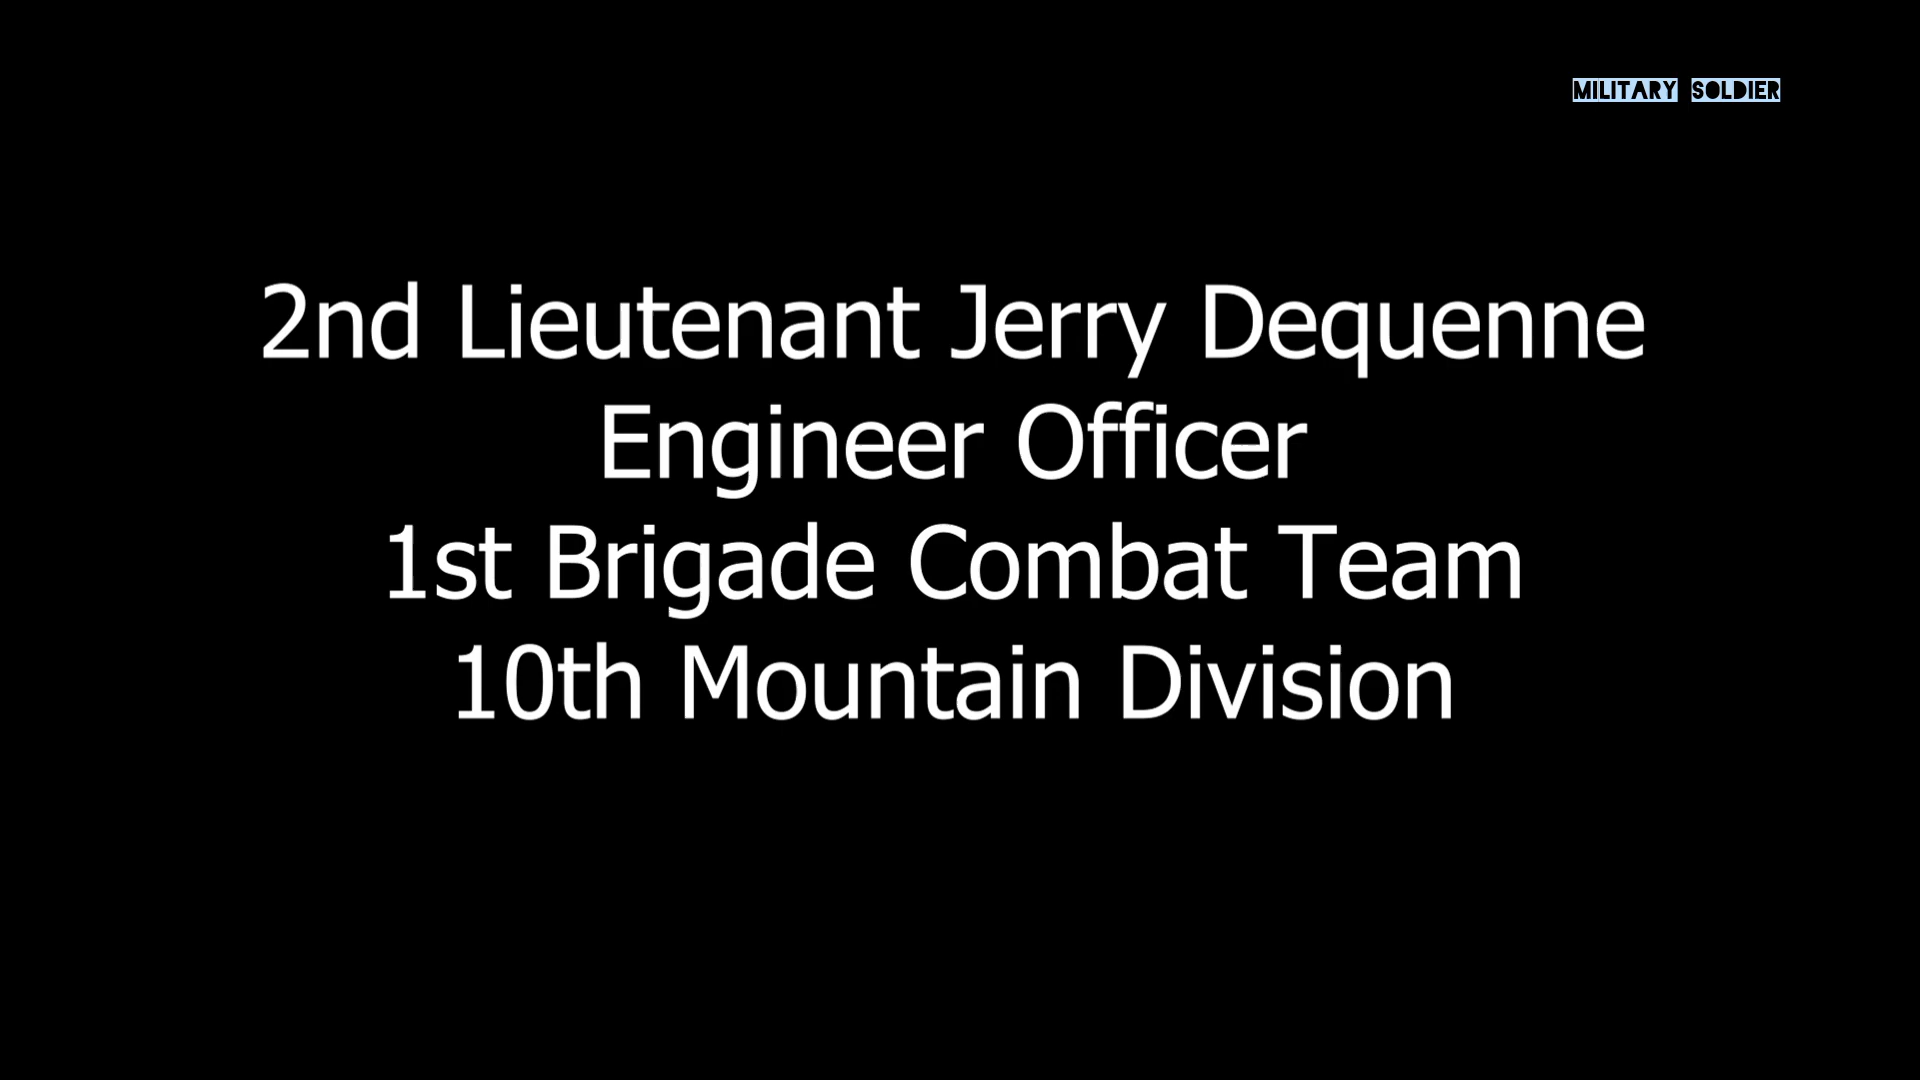 MILITARY SOLDIER
2nd Lieutenant Jerry Dequenne
Engineer Officer
1st Brigade Combat Team
10th Mountain Division